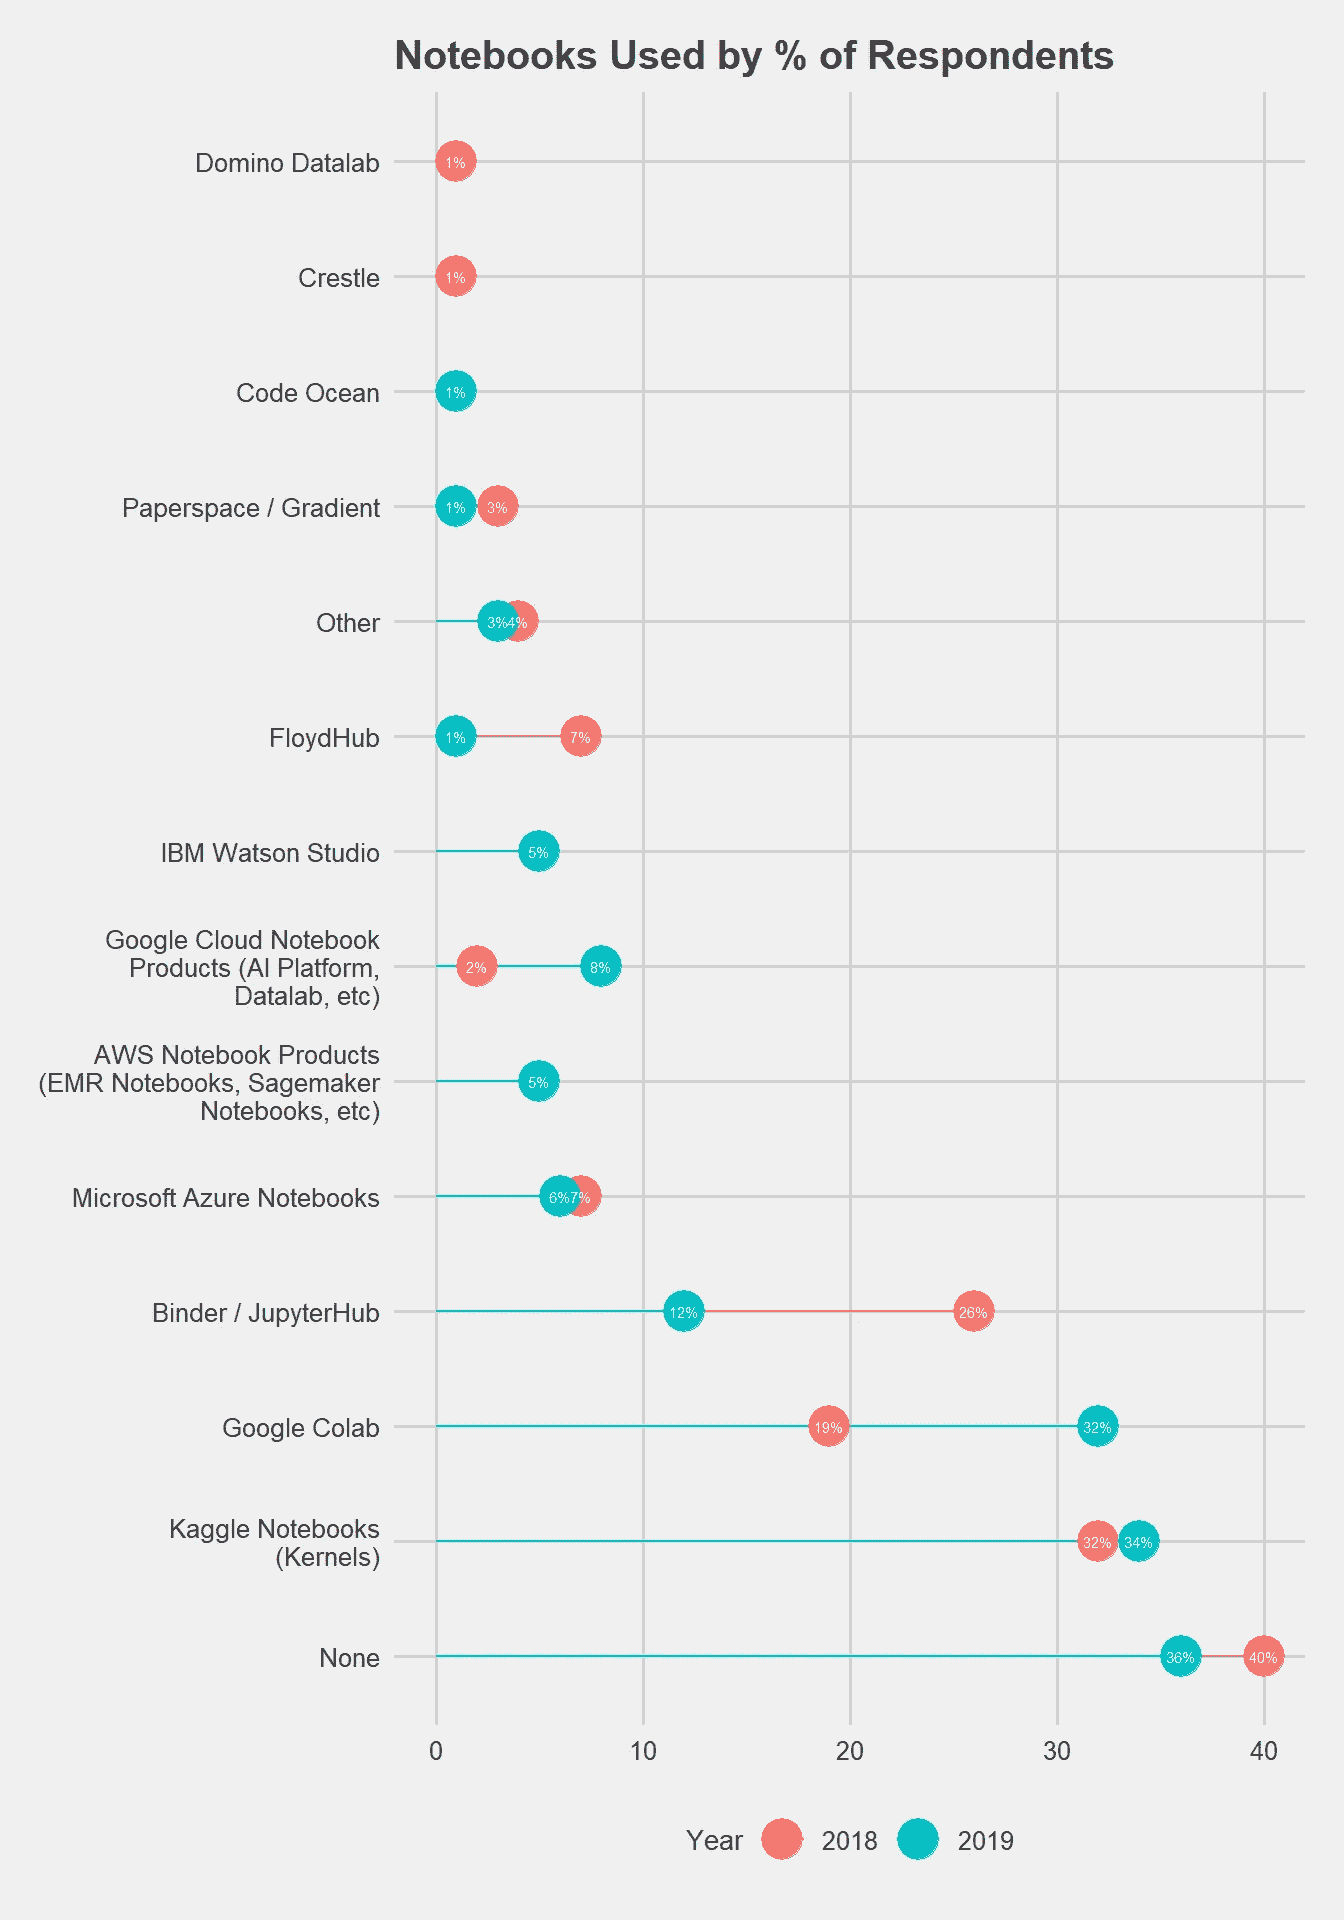 Notebooks Used by % of Respondents
Domino Datalab
1%
Crestle
1%
Code Ocean
1%
Paperspace / Gradient
1% 3%
Other
3% 4%
FloydHub
1% 7%
IBM Watson Studio
5%
Google Cloud Notebook
Products (AI Platform,
Datalab, etc)
2% 8%
AWS Notebook Products
(EMR Notebooks, Sagemaker
Notebooks, etc)
5%
Microsoft Azure Notebooks
6% 7%
Binder / JupyterHub
12% 26%
Google Colab
19% 32%
Kaggle Notebooks
(Kernels)
32% 34%
None
36% 40%
0 10 20 30 40
Year 2018 2019